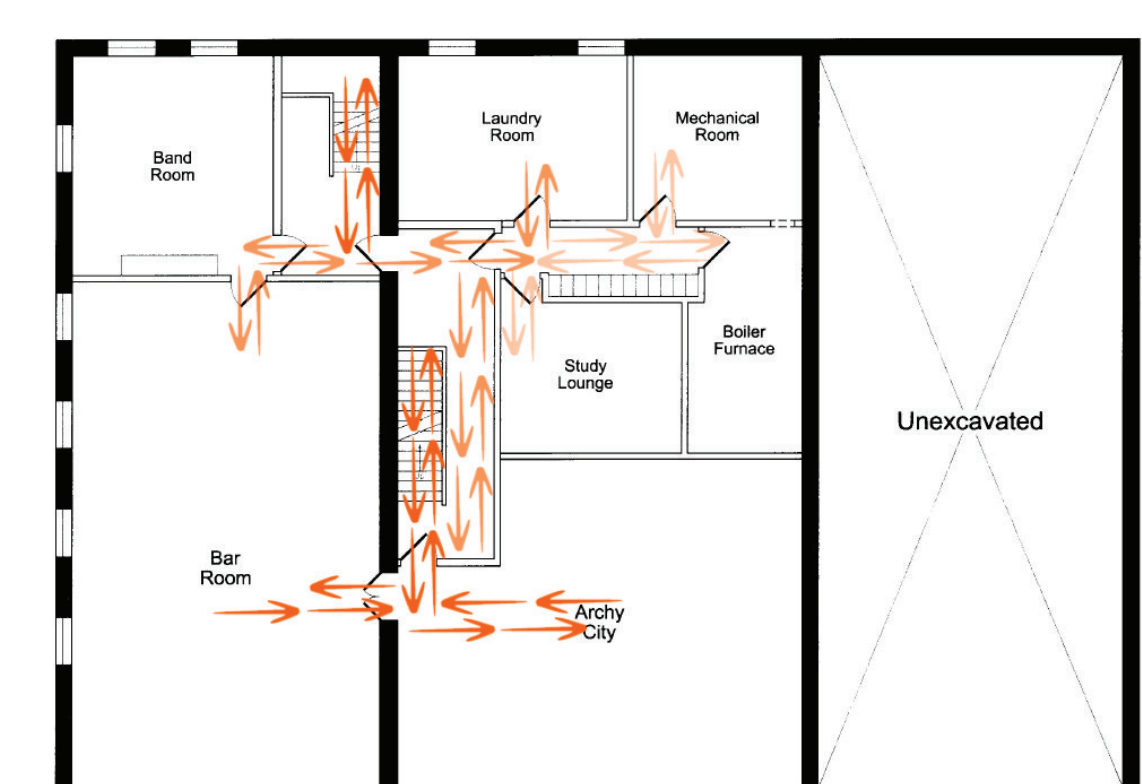 Laundry
Room
Mechanical
Room
Band
Room
Boiler
Furnace
Study
Lounge
Unexcavated
Bar
Room
Archy
City